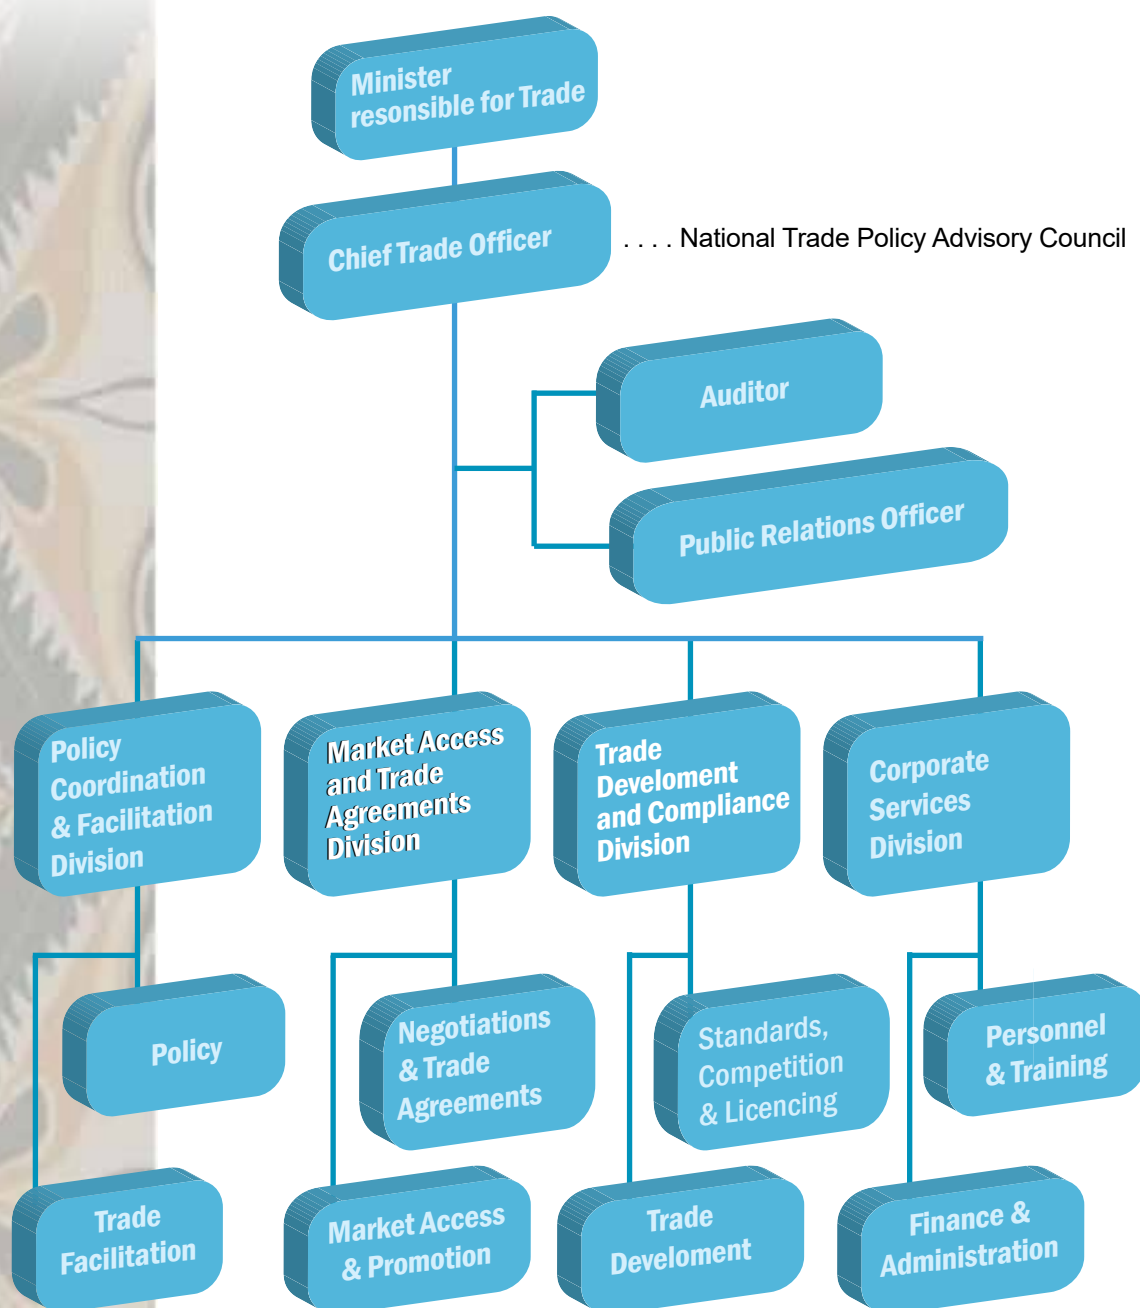 Minister
resonsible for Trade
Chief Trade Officer
. . . . National Trade Policy Advisory Council
Auditor
Public Relations Officer
Policy
Coordination
& Facilitation
Division
Market Access
and Trade
Agreements
Division
Trade
Develoment
and Compliance
Division
Corporate
Services
Division
Policy
Negotiations
& Trade
Agreements
Standards,
Competition
& Licencing
Personnel
& Training
Trade
Facilitation
Market Access
& Promotion
Trade
Develoment
Finance &
Administration